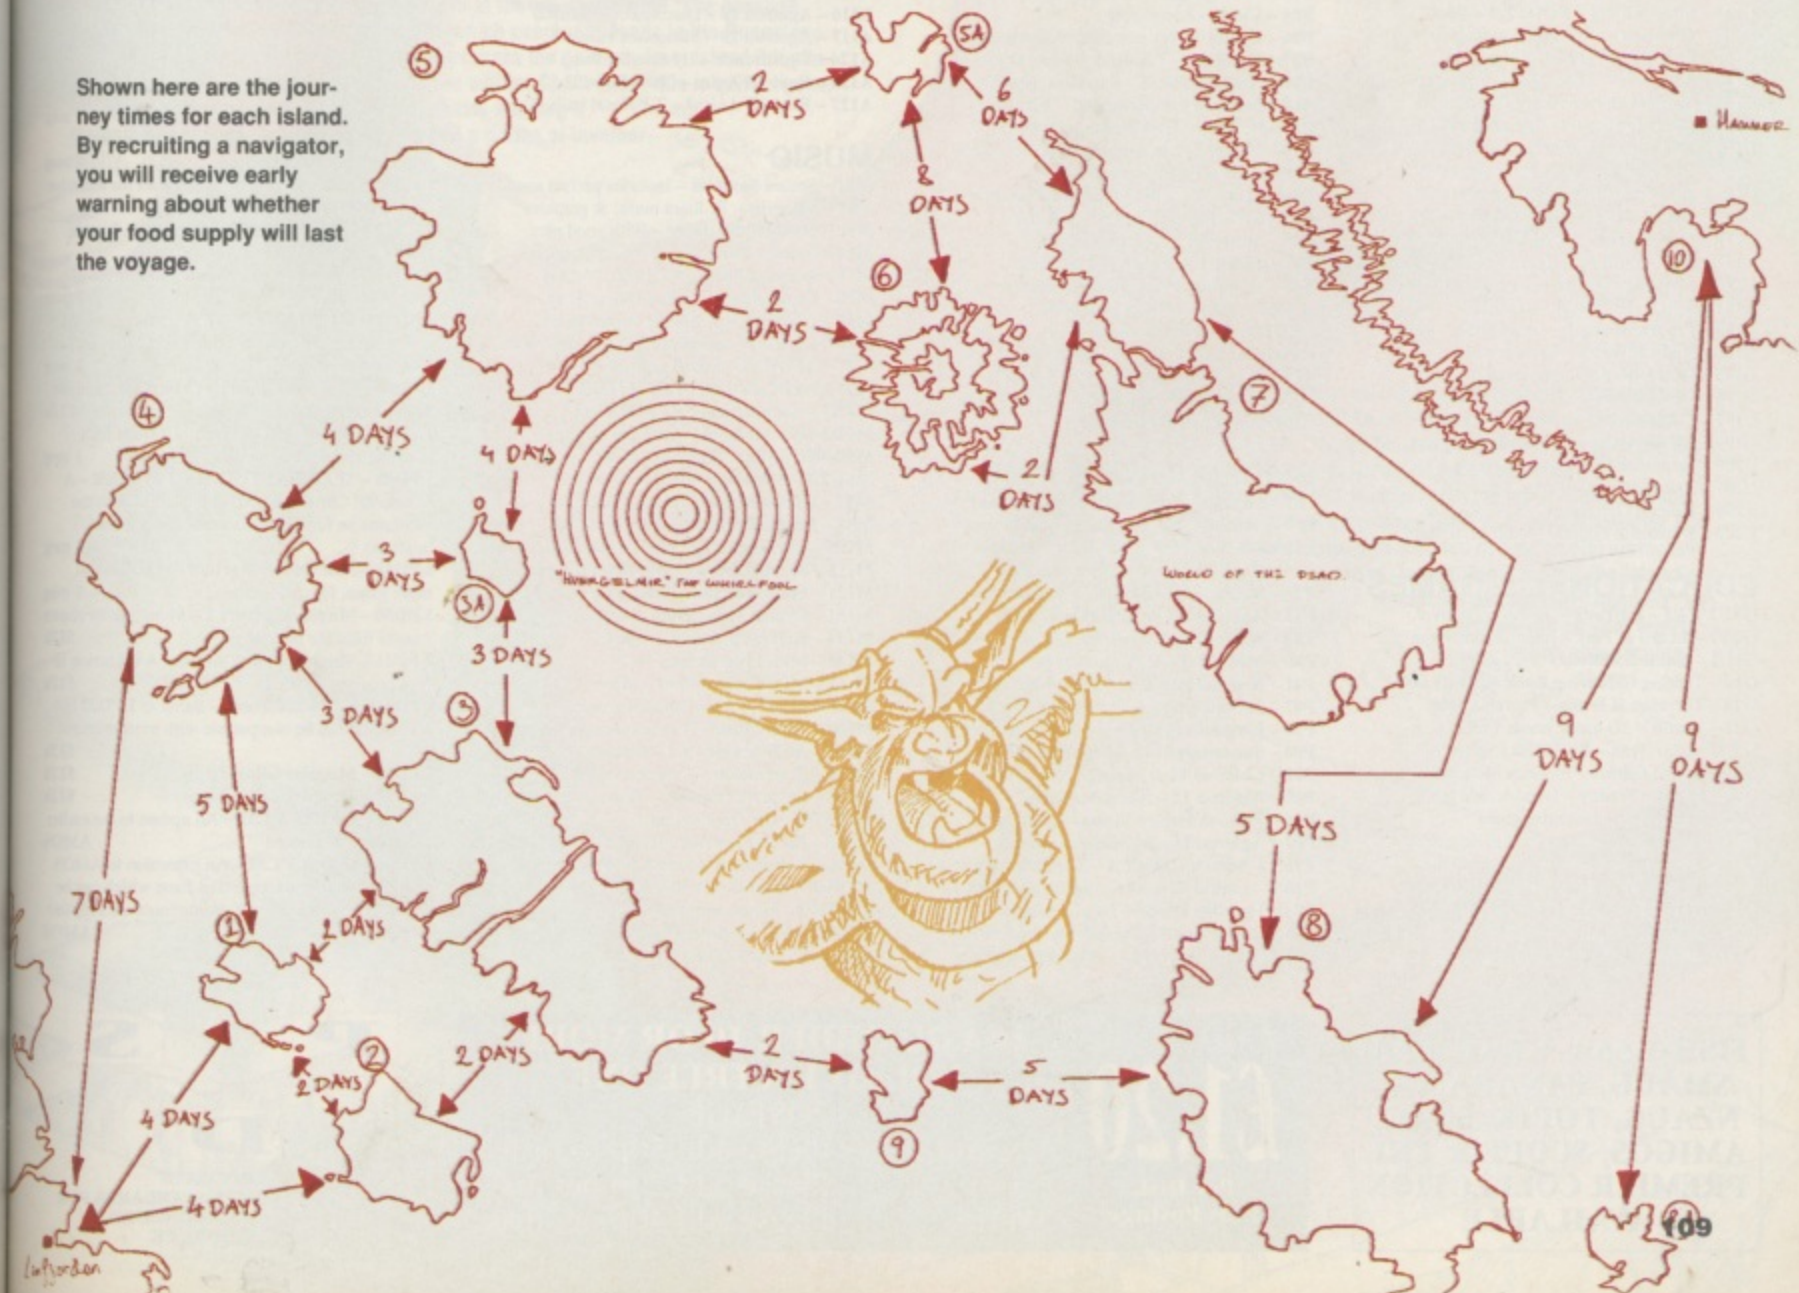 Shown here are the jour-
ney times for each island.
By recruiting a navigator,
you will receive early
warning about whether
your food supply will last
the voyage.
5
5A
2
DAYS
6
DAYS
HAMMER
8
DAYS
10
6
2
DAYS
7
4
4 DAYS
4 DAYS
2
DAYS
3
DAYS
3A
"HVERGELMIR" THE WHIRLPOOL
WORLD OF THE DEAD.
3 DAYS
3 DAYS
3
9
DAYS
9
DAYS
5 DAYS
5 DAYS
7 DAYS
1
2 DAYS
8
2 DAYS
2
2 DAYS
2
DAYS
5
DAYS
4 DAYS
9
4 DAYS
109